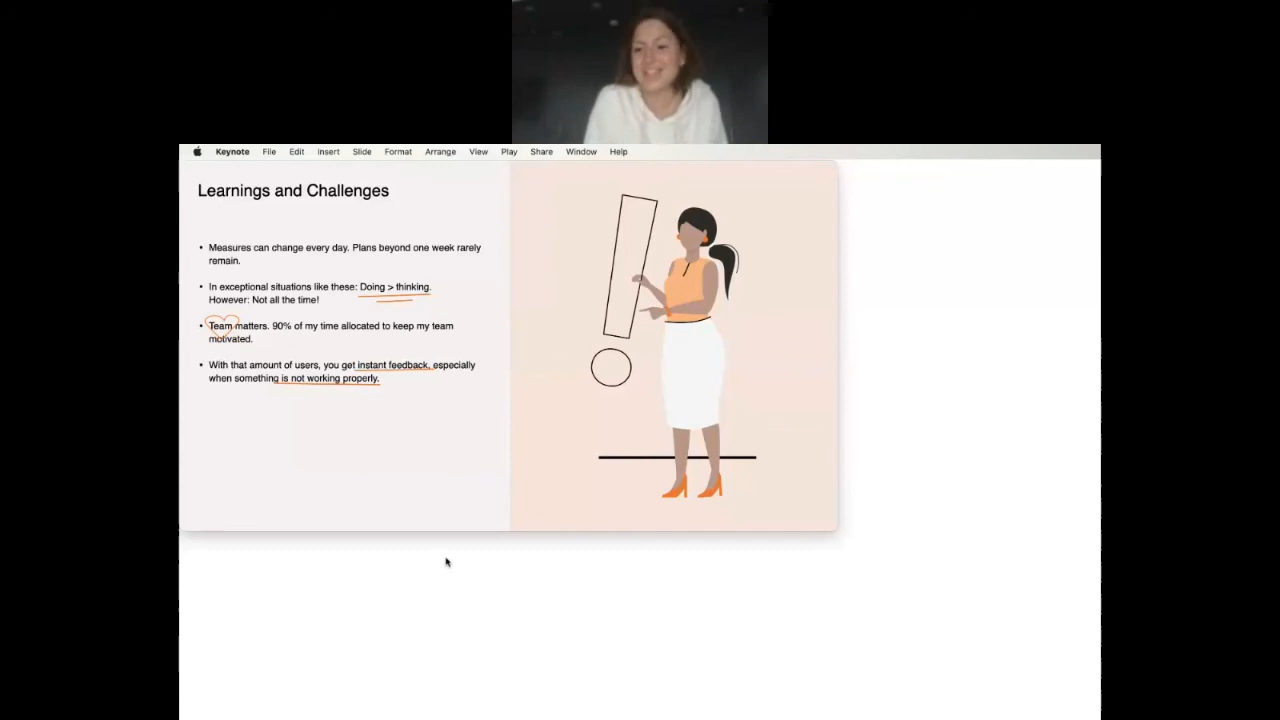 Keynote File Edit Insert Slide Format Arrange View Play Share Window Help
Learnings and Challenges
• Measures can change every day. Plans beyond one week rarely
remain.
• In exceptional situations like these: Doing > thinking.
However: Not all the time!
• Team matters. 90% of my time allocated to keep my team
motivated.
• With that amount of users, you get instant feedback, especially
when something is not working properly.